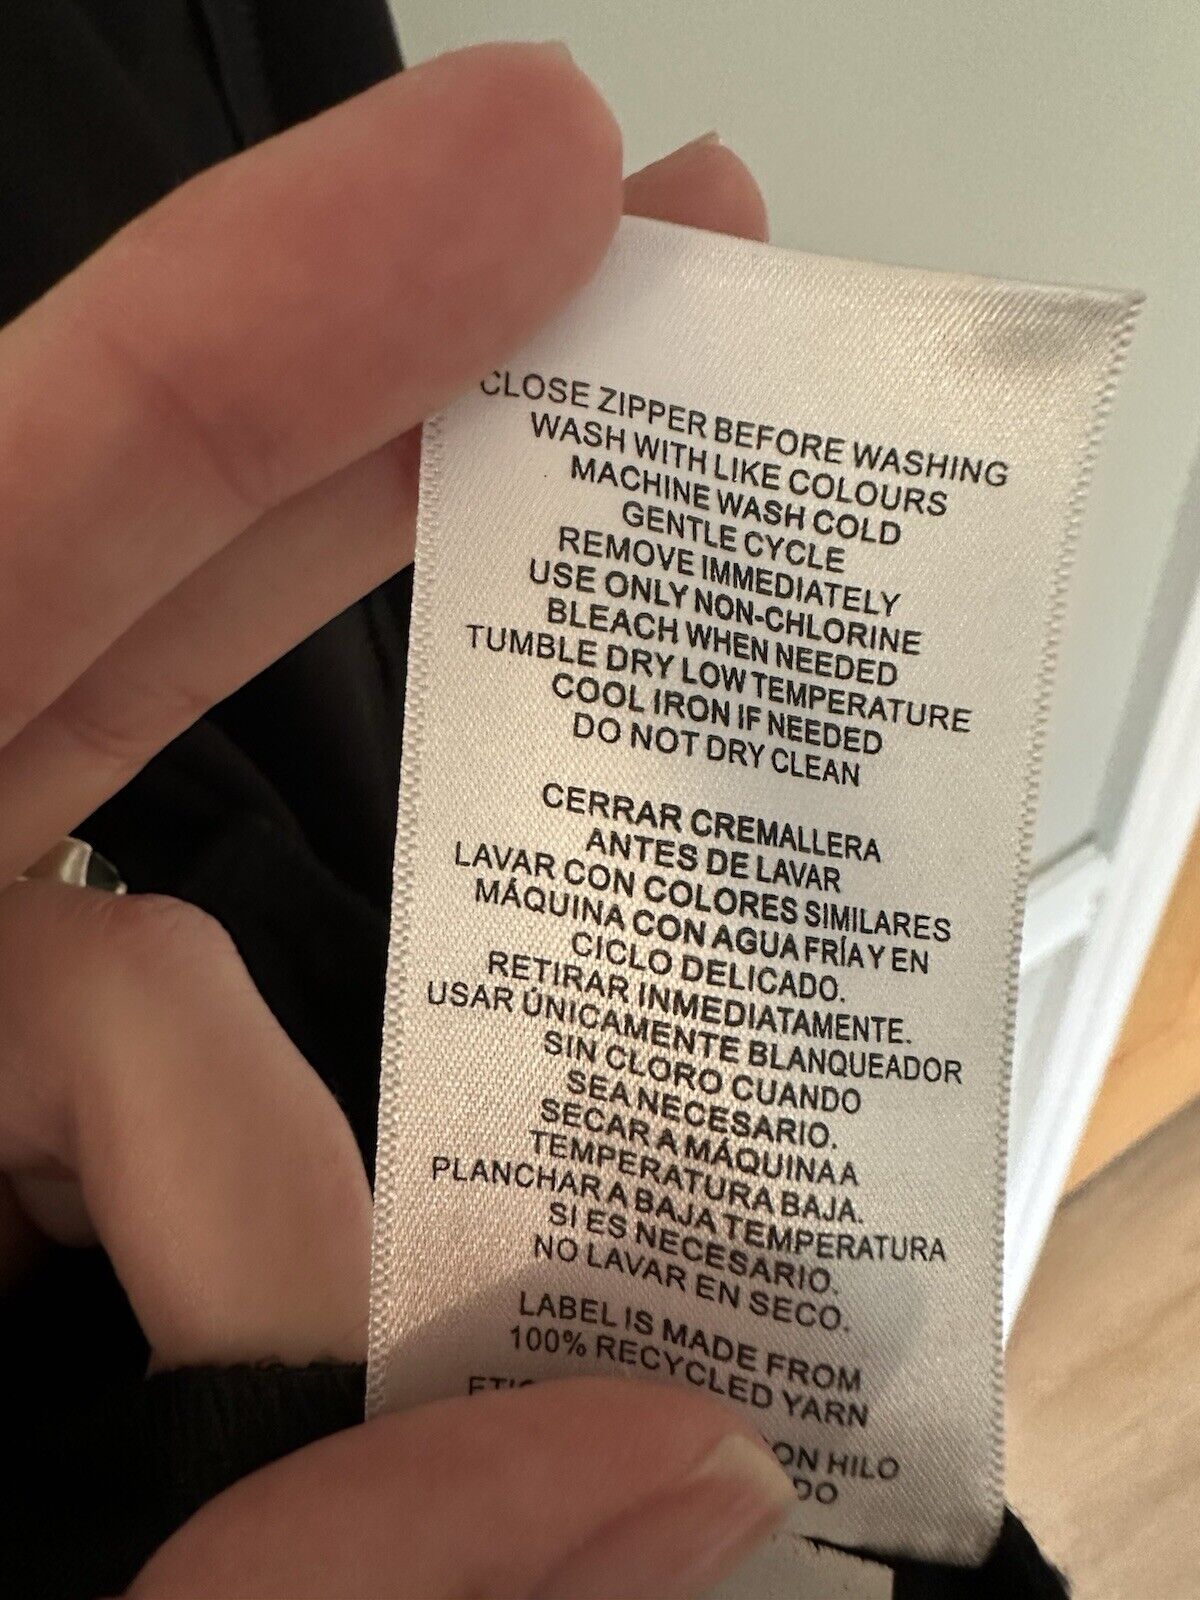 CLOSE ZIPPER BEFORE WASHING
WASH WITH LIKE COLOURS
MACHINE WASH COLD
GENTLE CYCLE
REMOVE IMMEDIATELY
USE ONLY NON-CHLORINE
BLEACH WHEN NEEDED
TUMBLE DRY LOW TEMPERATURE
COOL IRON IF NEEDED
DO NOT DRY CLEAN
CERRAR CREMALLERA
ANTES DE LAVAR
LAVAR CON COLORES SIMILARES
MÁQUINA CON AGUA FRÍA Y EN
CICLO DELICADO.
RETIRAR INMEDIATAMENTE.
USAR ÚNICAMENTE BLANQUEADOR
SIN CLORO CUANDO
SEA NECESARIO.
SECAR A MÁQUINA A
TEMPERATURA BAJA.
PLANCHAR A BAJA TEMPERATURA
SI ES NECESARIO.
NO LAVAR EN SECO.
LABEL IS MADE FROM
100% RECYCLED YARN
HILO